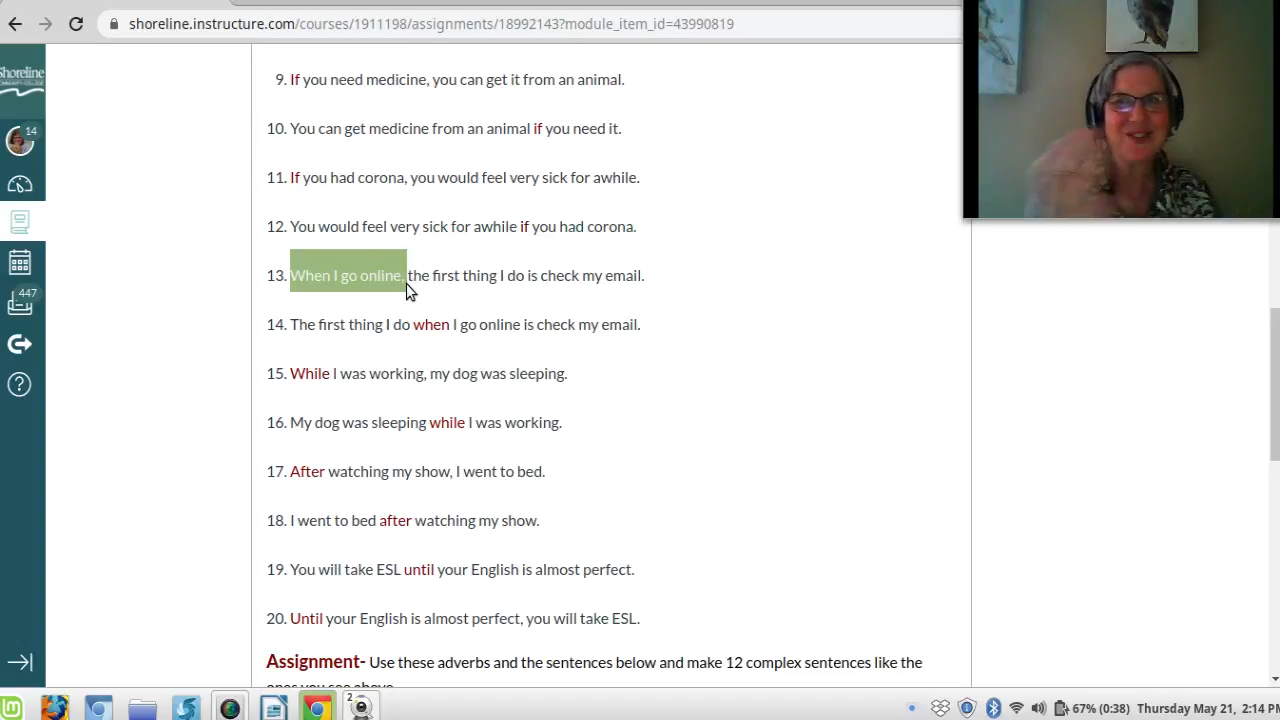 shoreline.instructure.com/courses/1911198/assignments/18992143?module_item_id=43990819
Shoreline
14
447
9. If you need medicine, you can get it from an animal.
10. You can get medicine from an animal if you need it.
11. If you had corona, you would feel very sick for awhile.
12. You would feel very sick for awhile if you had corona.
13. When I go online, the first thing I do is check my email.
14. The first thing I do when I go online is check my email.
15. While I was working, my dog was sleeping.
16. My dog was sleeping while I was working.
17. After watching my show, I went to bed.
18. I went to bed after watching my show.
19. You will take ESL until your English is almost perfect.
20. Until your English is almost perfect, you will take ESL.
Assignment- Use these adverbs and the sentences below and make 12 complex sentences like the
ones you see above
2
67% (0:38) Thursday May 21, 2:14 PM